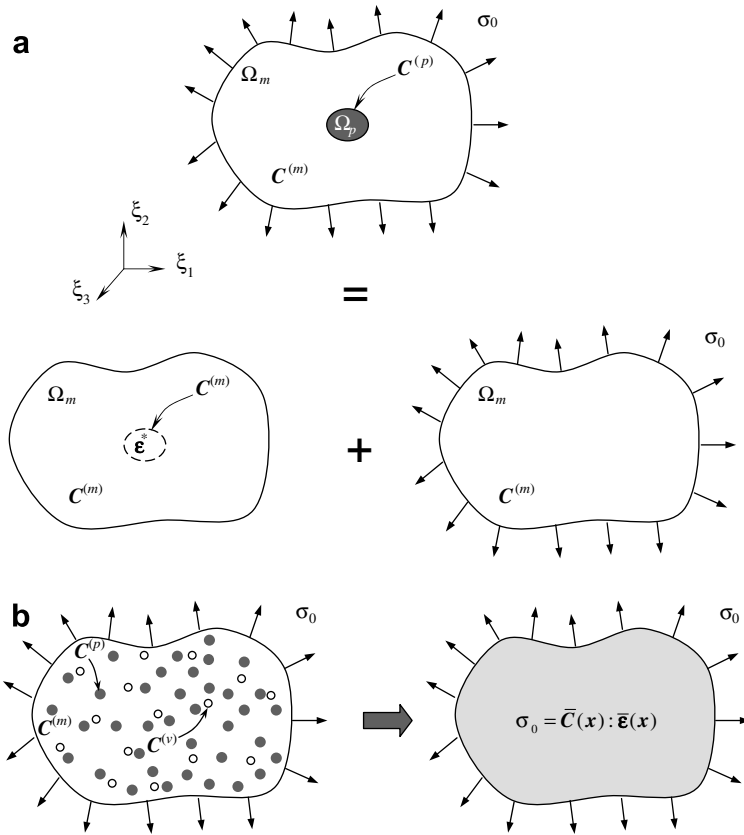 a
σ₀
Ωₘ
C⁽ᵖ⁾
Ωₚ
C⁽ᵐ⁾
ξ₂
ξ₁
ξ₃
=
σ₀
Ωₘ
C⁽ᵐ⁾
ε*
C⁽ᵐ⁾
+
Ωₘ
C⁽ᵐ⁾
b
σ₀
σ₀
C⁽ᵖ⁾
C⁽ᵐ⁾
C⁽ᵛ⁾
σ₀ = C̄(x) : ε̄(x)